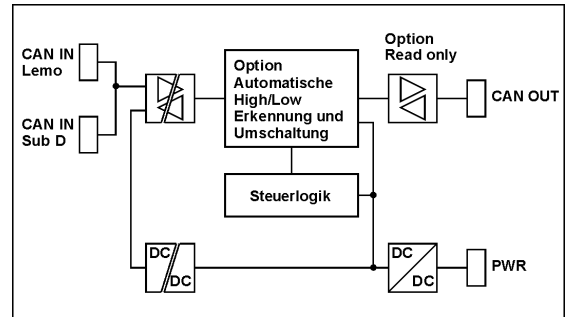 CAN IN
Lemo
CAN IN
Sub D
Option
Automatische
High/Low
Erkennung und
Umschaltung
Option
Read only
CAN OUT
Steuerlogik
DC
DC
DC
DC
PWR